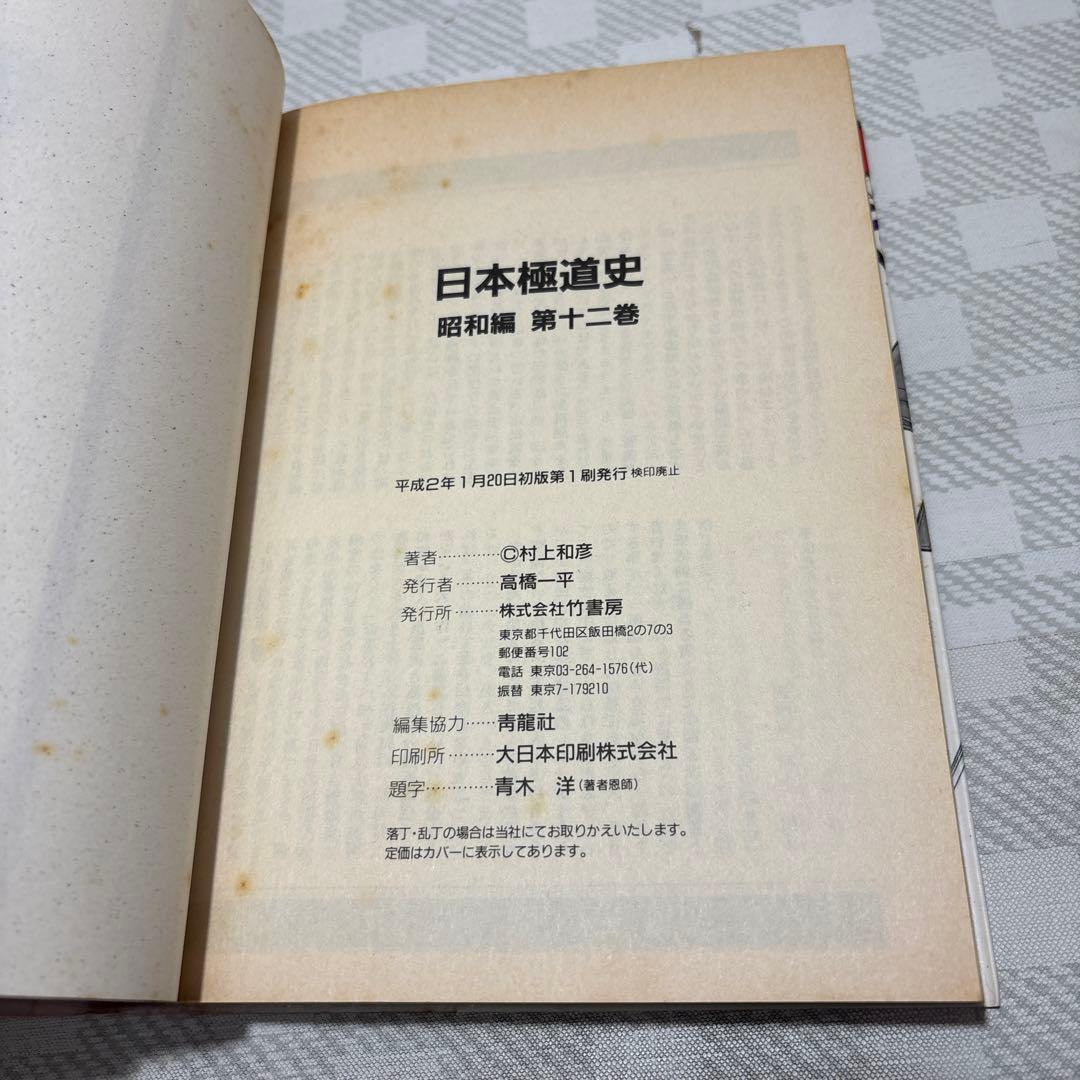 日本極道史
昭和編 第十二巻
平成2年1月20日初版第1刷発行 検印廃止
著者…………Ⓒ村上和彦
発行者………高橋一平
発行所………株式会社竹書房
東京都千代田区飯田橋2の7の3
郵便番号102
電話 東京03-264-1576(代)
振替 東京7-179210
編集協力……青龍社
印刷所………大日本印刷株式会社
題字…………青木 洋(著者恩師)
落丁・乱丁の場合は当社にてお取りかえいたします。
定価はカバーに表示してあります。